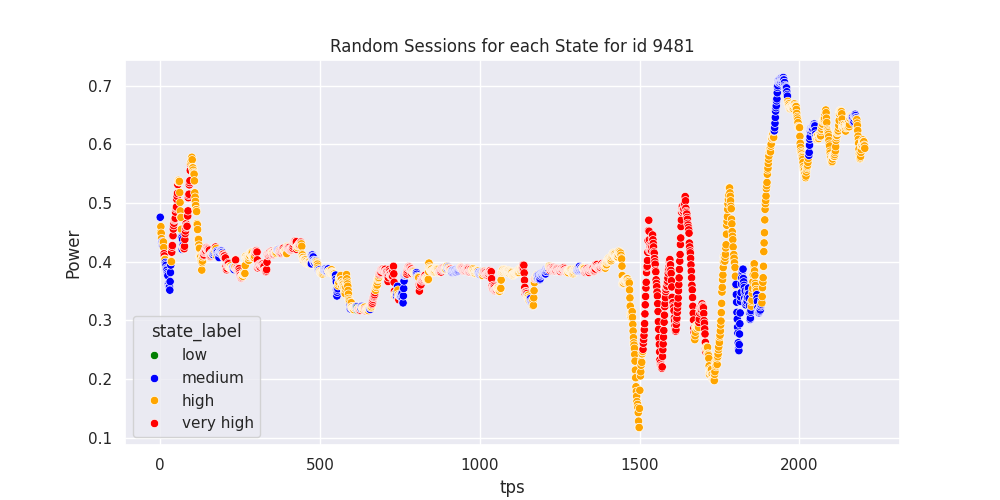 Random Sessions for each State for id 9481
0.7
0.6
0.5
0.4
0.3
0.2
0.1
Power
state_label
low
medium
high
very high
0 500 1000 1500 2000
tps